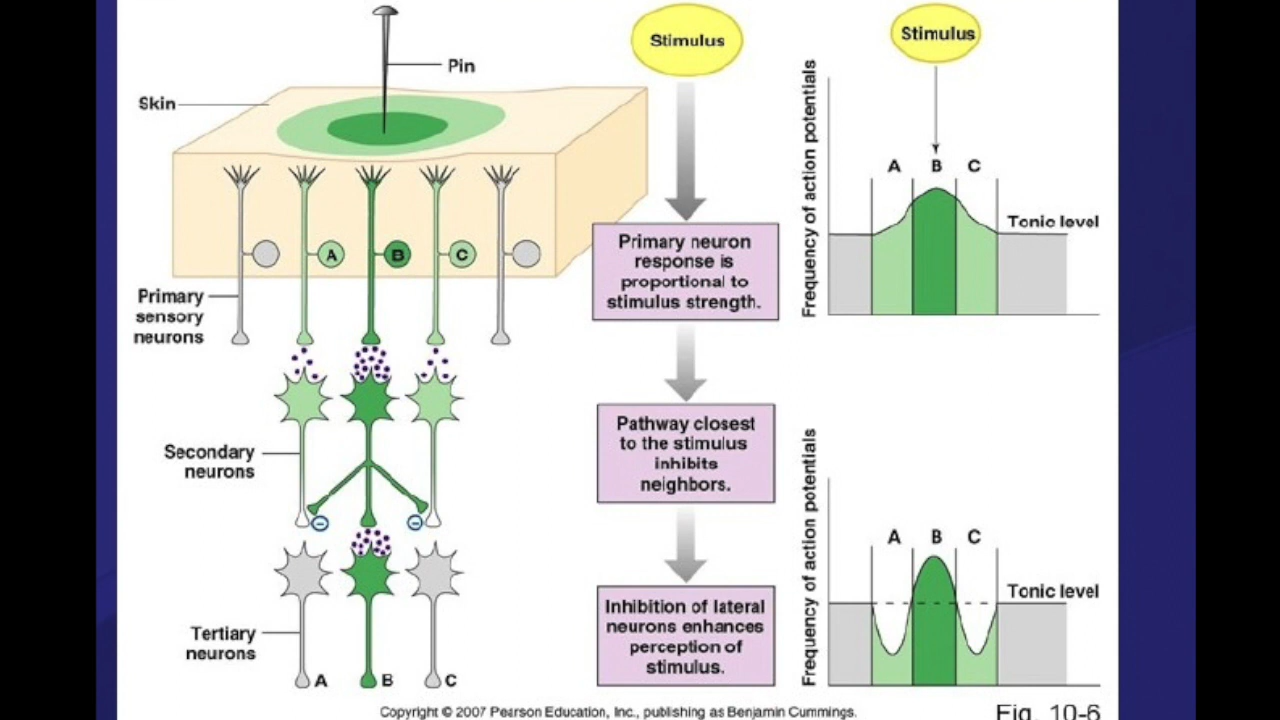 Pin
Skin
A
B
C
Primary
sensory
neurons
Secondary
neurons
Tertiary
neurons
A
B
C
Stimulus
Primary neuron
response is
proportional to
stimulus strength.
Pathway closest
to the stimulus
inhibits
neighbors.
Inhibition of lateral
neurons enhances
perception of
stimulus.
Stimulus
Frequency of action potentials
A B C
Tonic level
Frequency of action potentials
A B C
Tonic level
Copyright © 2007 Pearson Education, Inc., publishing as Benjamin Cummings.
Fig. 10-6